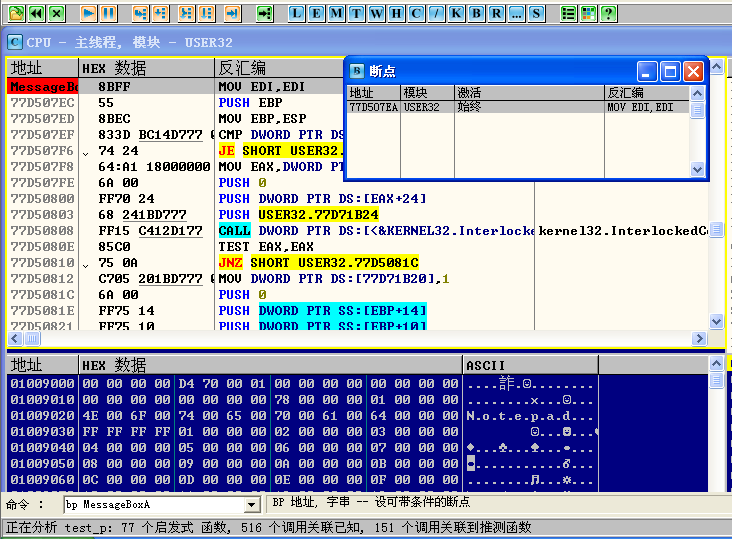 L E M T W H C / K B R ... S ?
C CPU - 主线程, 模块 - USER32
地址 HEX 数据 反汇编
MessageBo 8BFF MOV EDI,EDI
77D507EC 55 PUSH EBP
77D507ED 8BEC MOV EBP,ESP
77D507EF 833D BC14D777 CMP DWORD PTR DS
77D507F6 74 24 JE SHORT USER32.
77D507F8 64:A1 18000000 MOV EAX,DWORD P
77D507FE 6A 00 PUSH 0
77D50800 FF70 24 PUSH DWORD PTR DS:[EAX+24]
77D50803 68 241BD777 PUSH USER32.77D71B24
77D50808 FF15 C412D177 CALL DWORD PTR DS:[<&KERNEL32.Interlocke kernel32.InterlockedCo
77D5080E 85C0 TEST EAX,EAX
77D50810 75 0A JNZ SHORT USER32.77D5081C
77D50812 C705 201BD777 MOV DWORD PTR DS:[77D71B20],1
77D5081C 6A 00 PUSH 0
77D5081E FF75 14 PUSH DWORD PTR SS:[EBP+14]
77D50821 FF75 10 PUSH DWORD PTR SS:[EBP+10]
B 断点
地址 模块 激活 反汇编
77D507EA USER32 始终 MOV EDI,EDI
地址 HEX 数据 ASCII
01009000 00 00 00 00 D4 70 00 01 00 00 00 00 00 00 00 00 ....詐.☺........
01009010 00 00 00 00 00 00 00 00 78 00 00 00 01 00 00 00 ........x...☺...
01009020 4E 00 6F 00 74 00 65 00 70 00 61 00 64 00 00 00 N.o.t.e.p.a.d...
01009030 FF FF FF FF 01 00 00 00 02 00 00 00 03 00 00 00 ☺...☻...♥
01009040 04 00 00 00 05 00 00 00 06 00 00 00 07 00 00 00 ♦...♣...♠...•...
01009050 08 00 00 00 09 00 00 00 0A 00 00 00 0B 00 00 00 ◘...........♂...
01009060 0C 00 00 00 0D 00 00 00 0E 00 00 00 0F 00 00 00 ........♫...☼...
命令 : bp MessageBoxA BP 地址, 字串 -- 设可带条件的断点
正在分析 test_p: 77 个启发式 函数, 516 个调用关联已知, 151 个调用关联到推测函数